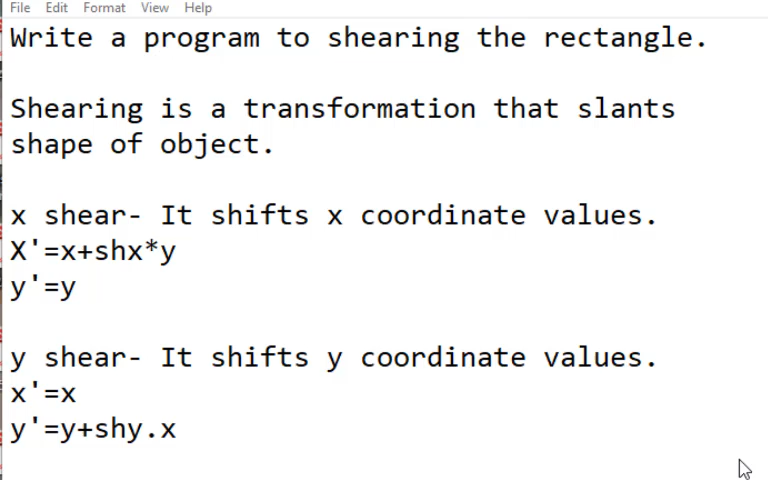 File Edit Format View Help
Write a program to shearing the rectangle.
Shearing is a transformation that slants
shape of object.
x shear- It shifts x coordinate values.
X'=x+shx*y
y'=y
y shear- It shifts y coordinate values.
x'=x
y'=y+shy.x